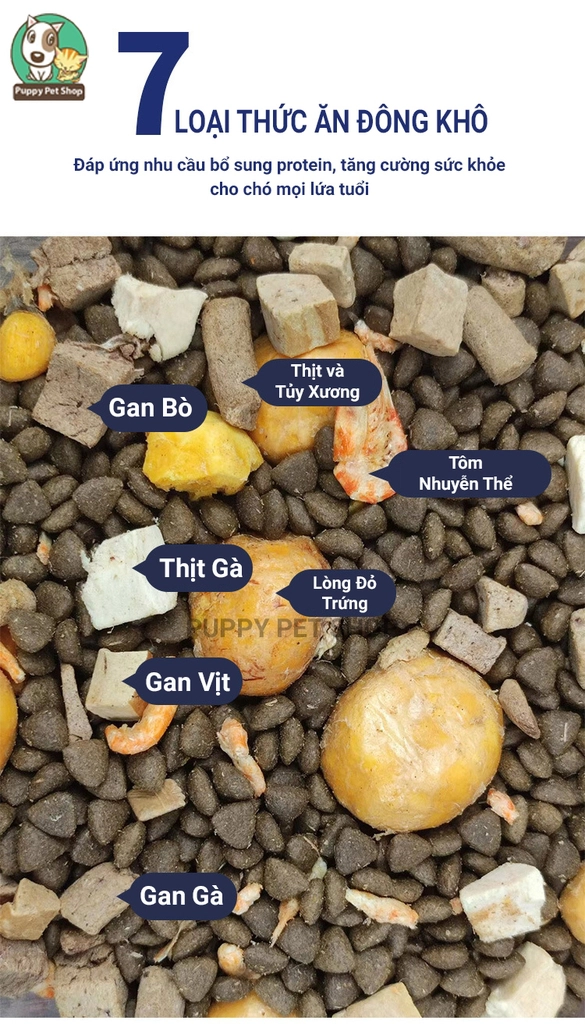 Puppy Pet Shop
7
LOẠI THỨC ĂN ĐÔNG KHÔ
Đáp ứng nhu cầu bổ sung protein, tăng cường sức khỏe
cho chó mọi lứa tuổi
Thịt và
Tủy Xương
Gan Bò
Tôm
Nhuyễn Thể
Thịt Gà
Lòng Đỏ
Trứng
PUPPY PET SHOP
Gan Vịt
Gan Gà